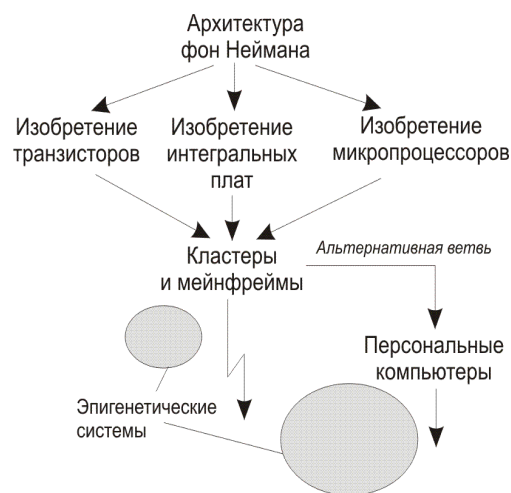 Архитектура
фон Неймана
Изобретение
транзисторов
Изобретение
интегральных
плат
Изобретение
микропроцессоров
Кластеры
и мейнфреймы
Альтернативная ветвь
Персональные
компьютеры
Эпигенетические
системы